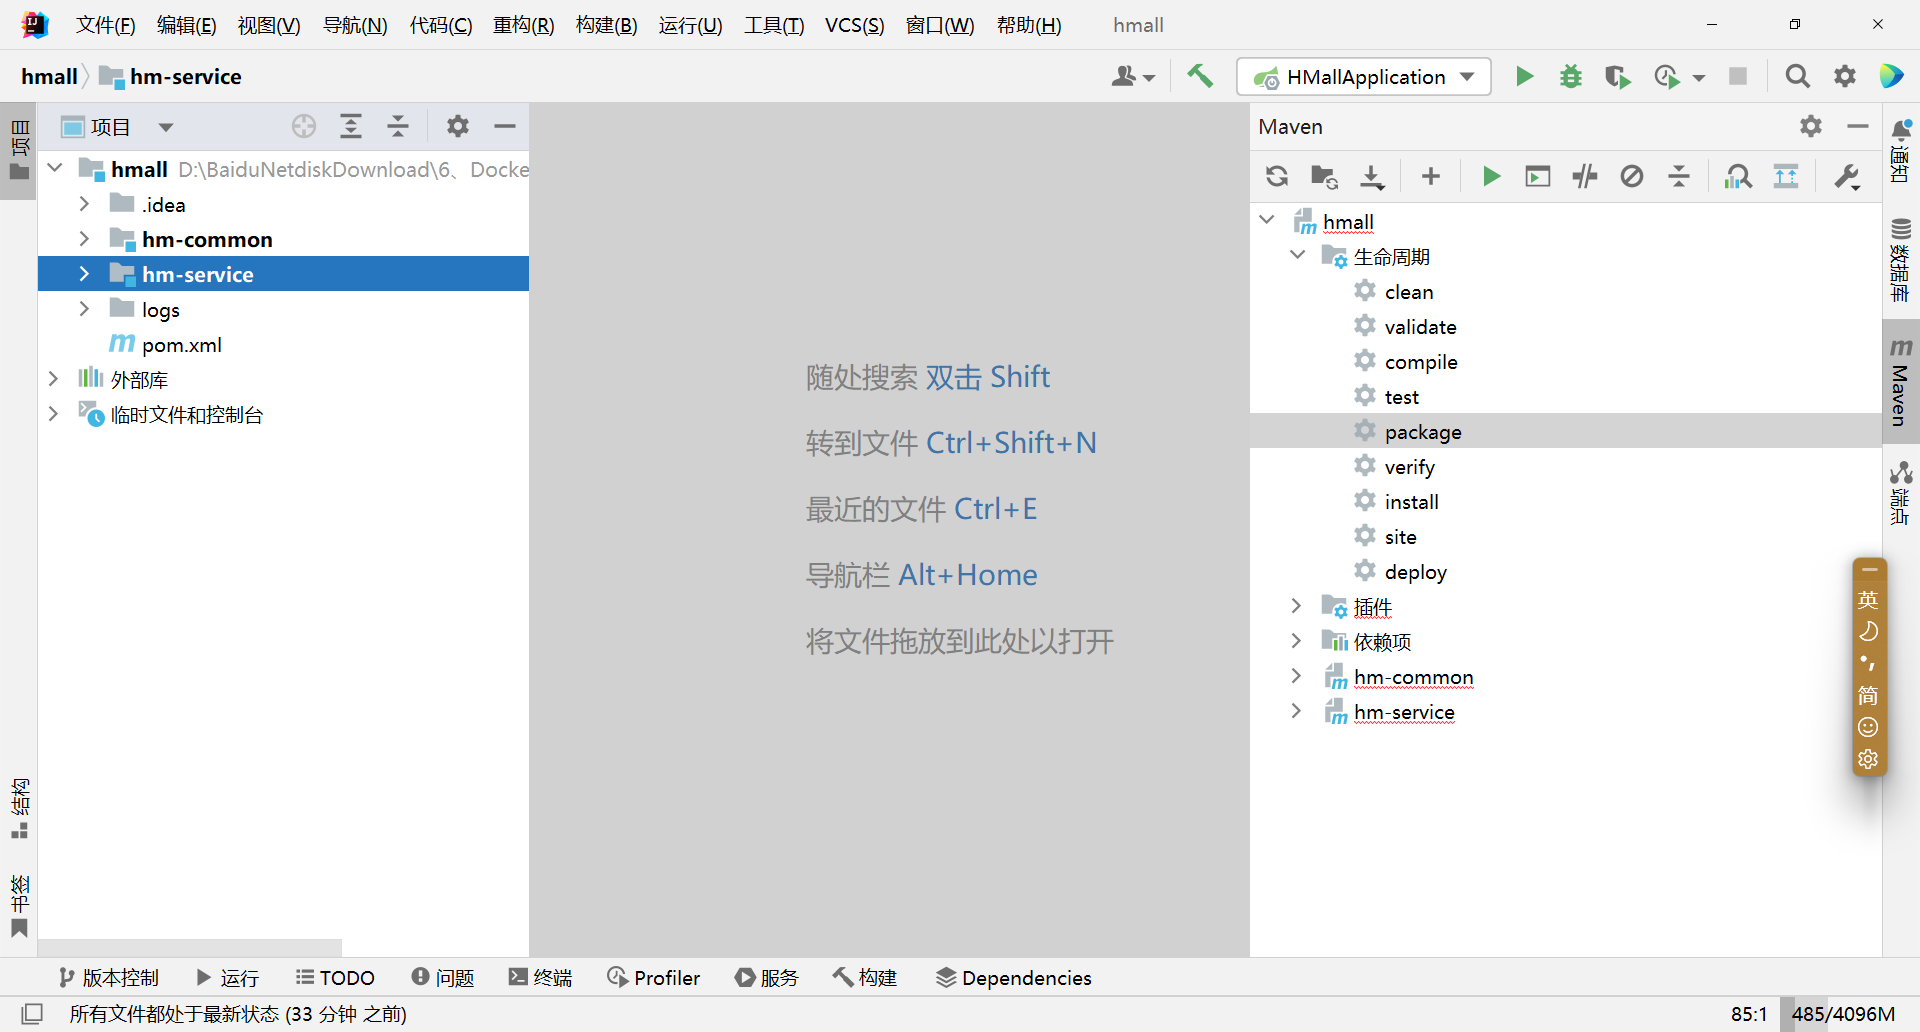 文件(F) 编辑(E) 视图(V) 导航(N) 代码(C) 重构(R) 构建(B) 运行(U) 工具(T) VCS(S) 窗口(W) 帮助(H) hmall
hmall hm-service HMallApplication
项目
项目
hmall D:\BaiduNetdiskDownload\6、Docke
.idea
hm-common
hm-service
logs
pom.xml
外部库
临时文件和控制台
结构
书签
随处搜索 双击 Shift
转到文件 Ctrl+Shift+N
最近的文件 Ctrl+E
导航栏 Alt+Home
将文件拖放到此处以打开
Maven
hmall
生命周期
clean
validate
compile
test
package
verify
install
site
deploy
插件
依赖项
hm-common
hm-service
通知
数据库
Maven
端点
英
简
版本控制 运行 TODO 问题 终端 Profiler 服务 构建 Dependencies
所有文件都处于最新状态 (33 分钟 之前) 85:1 485/4096M